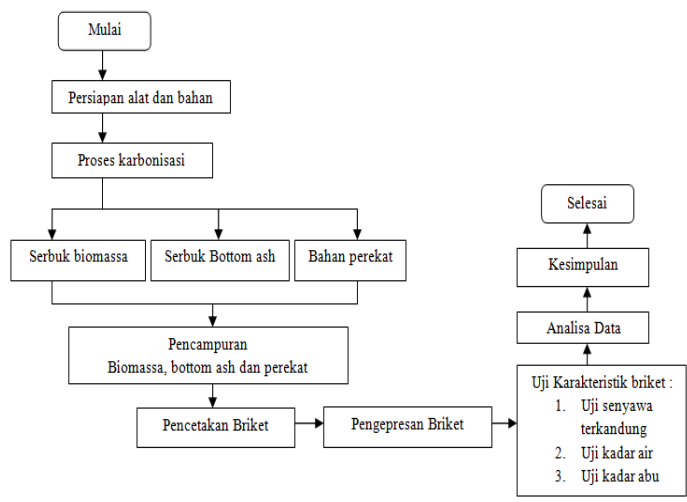 Mulai
Persiapan alat dan bahan
Proses karbonisasi
Serbuk biomassa
Serbuk Bottom ash
Bahan perekat
Pencampuran
Biomassa, bottom ash dan perekat
Pencetakan Briket
Pengepresan Briket
Uji Karakteristik briket :
1. Uji senyawa
terkandung
2. Uji kadar air
3. Uji kadar abu
Analisa Data
Kesimpulan
Selesai